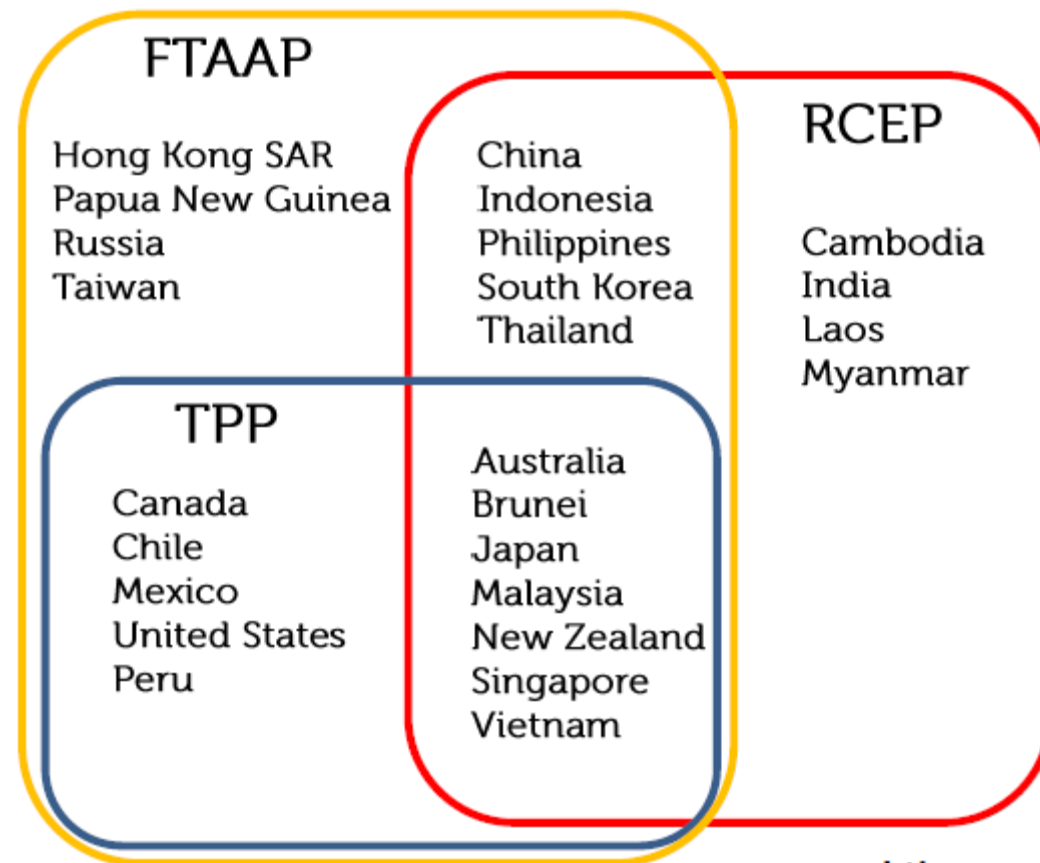 FTAAP
Hong Kong SAR
Papua New Guinea
Russia
Taiwan
China
Indonesia
Philippines
South Korea
Thailand
RCEP
Cambodia
India
Laos
Myanmar
TPP
Canada
Chile
Mexico
United States
Peru
Australia
Brunei
Japan
Malaysia
New Zealand
Singapore
Vietnam